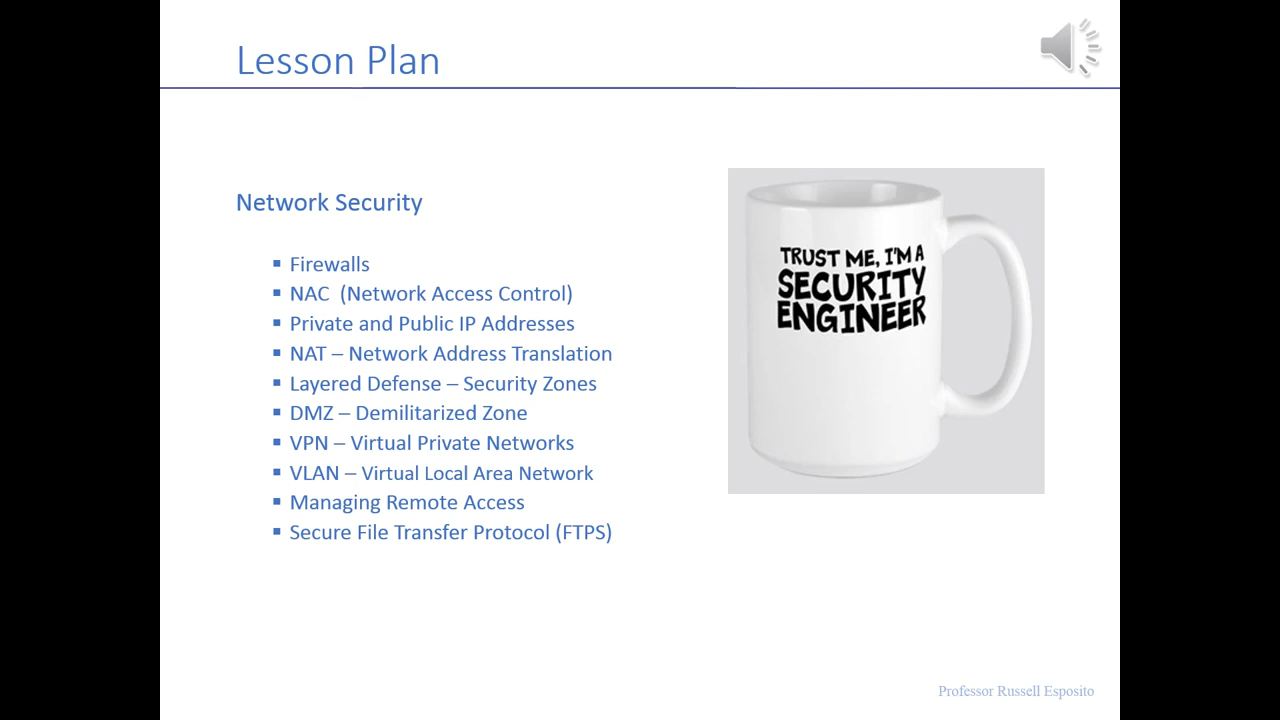 Lesson Plan
Network Security
▪ Firewalls
▪ NAC  (Network Access Control)
▪ Private and Public IP Addresses
▪ NAT – Network Address Translation
▪ Layered Defense – Security Zones
▪ DMZ – Demilitarized Zone
▪ VPN – Virtual Private Networks
▪ VLAN – Virtual Local Area Network
▪ Managing Remote Access
▪ Secure File Transfer Protocol (FTPS)
TRUST ME, I'M A
SECURITY
ENGINEER
Professor Russell Esposito